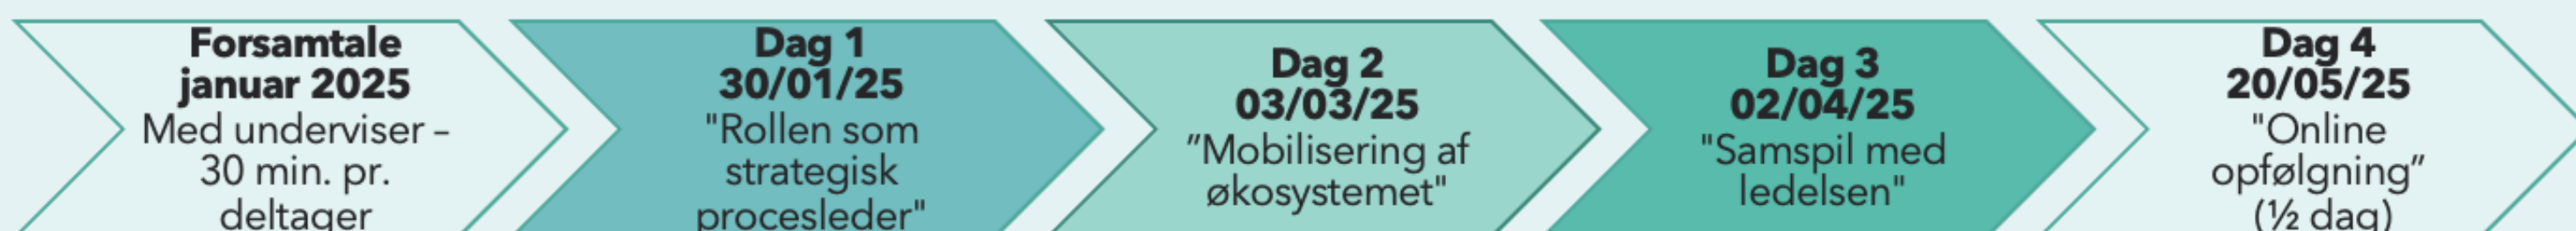 Forsamtale
januar 2025
Med underviser –
30 min. pr.
deltager
Dag 1
30/01/25
"Rollen som
strategisk
procesleder"
Dag 2
03/03/25
”Mobilisering af
økosystemet"
Dag 3
02/04/25
"Samspil med
ledelsen"
Dag 4
20/05/25
"Online
opfølgning”
(½ dag)